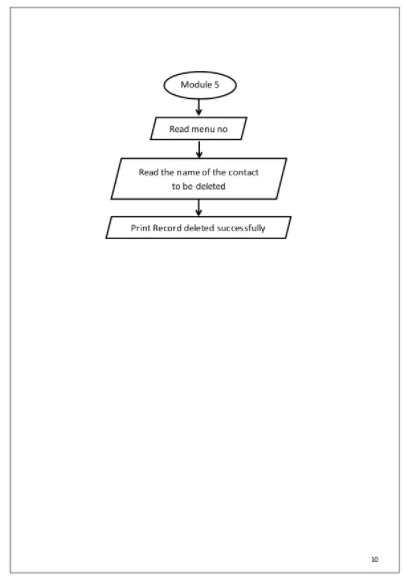 Module 5
Read menu no
Read the name of the contact
to be deleted
Print Record deleted successfully
10